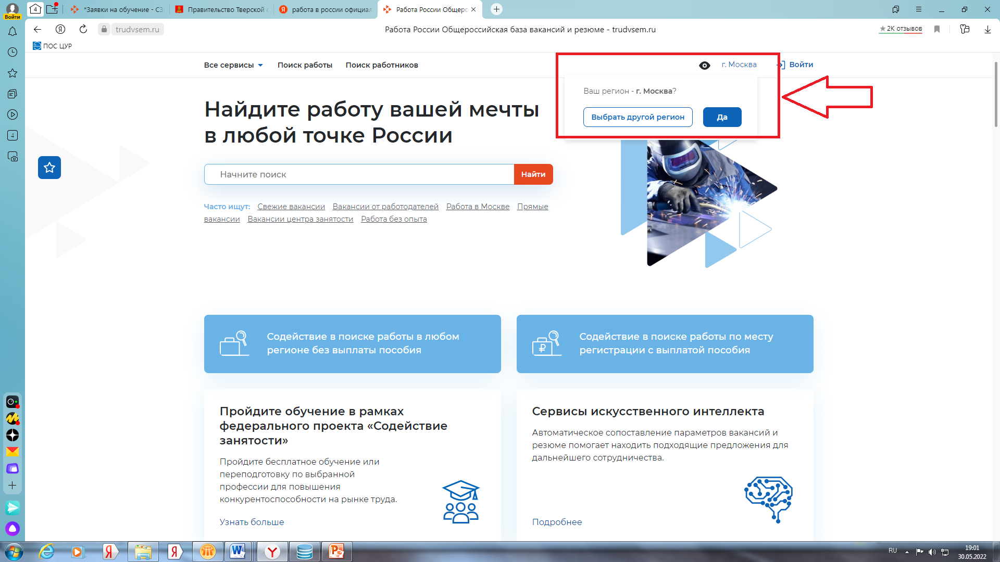 Войти
4
*Заявки на обучение - СЗ
Правительство Тверской
работа в россии официал
Работа России Общеро
trudvsem.ru
Работа России Общероссийская база вакансий и резюме - trudvsem.ru
2K отзывов
ПОС ЦУР
Все сервисы
Поиск работы
Поиск работников
г. Москва
Войти
Ваш регион - г. Москва?
Выбрать другой регион
Да
Найдите работу вашей мечты
в любой точке России
Начните поиск
Найти
Часто ищут: Свежие вакансии Вакансии от работодателей Работа в Москве Прямые
вакансии Вакансии центра занятости Работа без опыта
Содействие в поиске работы в любом
регионе без выплаты пособия
Содействие в поиске работы по месту
регистрации с выплатой пособия
Пройдите обучение в рамках
федерального проекта «Содействие
занятости»
Пройдите бесплатное обучение или
переподготовку по выбранной
профессии для повышения
конкурентоспособности на рынке труда.
Узнать больше
Сервисы искусственного интеллекта
Автоматическое сопоставление параметров вакансий и
резюме помогает находить подходящие предложения для
дальнейшего сотрудничества.
Подробнее
RU
19:01
30.05.2022